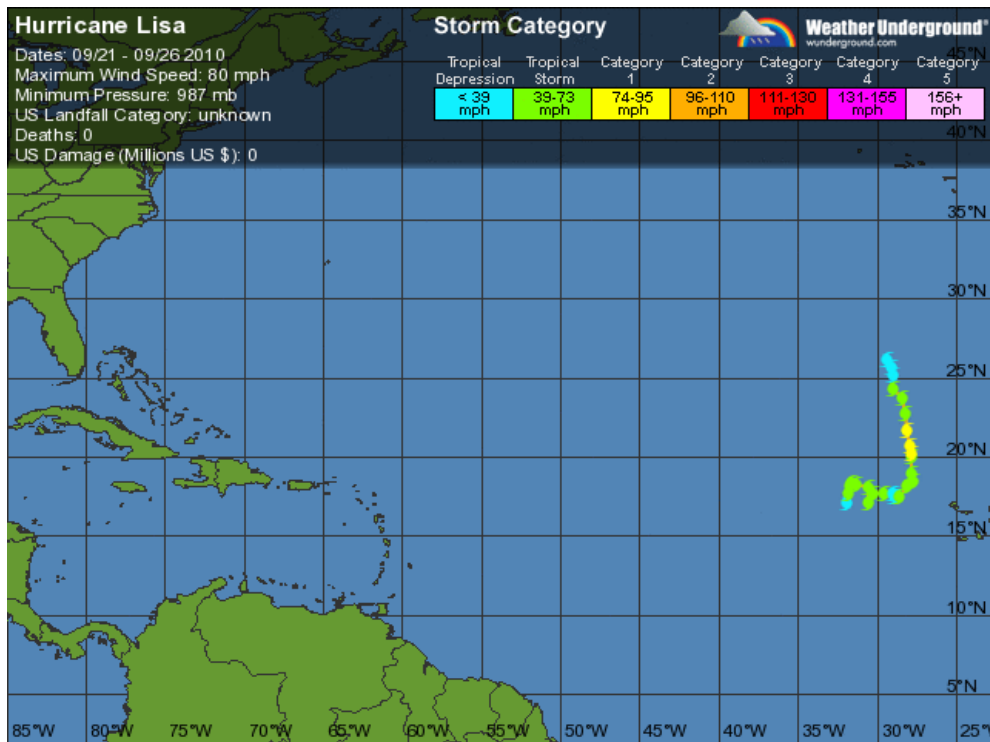 Hurricane Lisa
Dates: 09/21 - 09/26 2010
Maximum Wind Speed: 80 mph
Minimum Pressure: 987 mb
US Landfall Category: unknown
Deaths: 0
US Damage (Millions US $): 0
Storm Category
Weather Underground®
wunderground.com
Tropical Depression Tropical Storm Category 1 Category 2 Category 3 Category 4 Category 5
< 39 mph 39-73 mph 74-95 mph 96-110 mph 111-130 mph 131-155 mph 156+ mph
45°N
40°N
35°N
30°N
25°N
20°N
15°N
10°N
5°N
85°W 80°W 75°W 70°W 65°W 60°W 55°W 50°W 45°W 40°W 35°W 30°W 25°